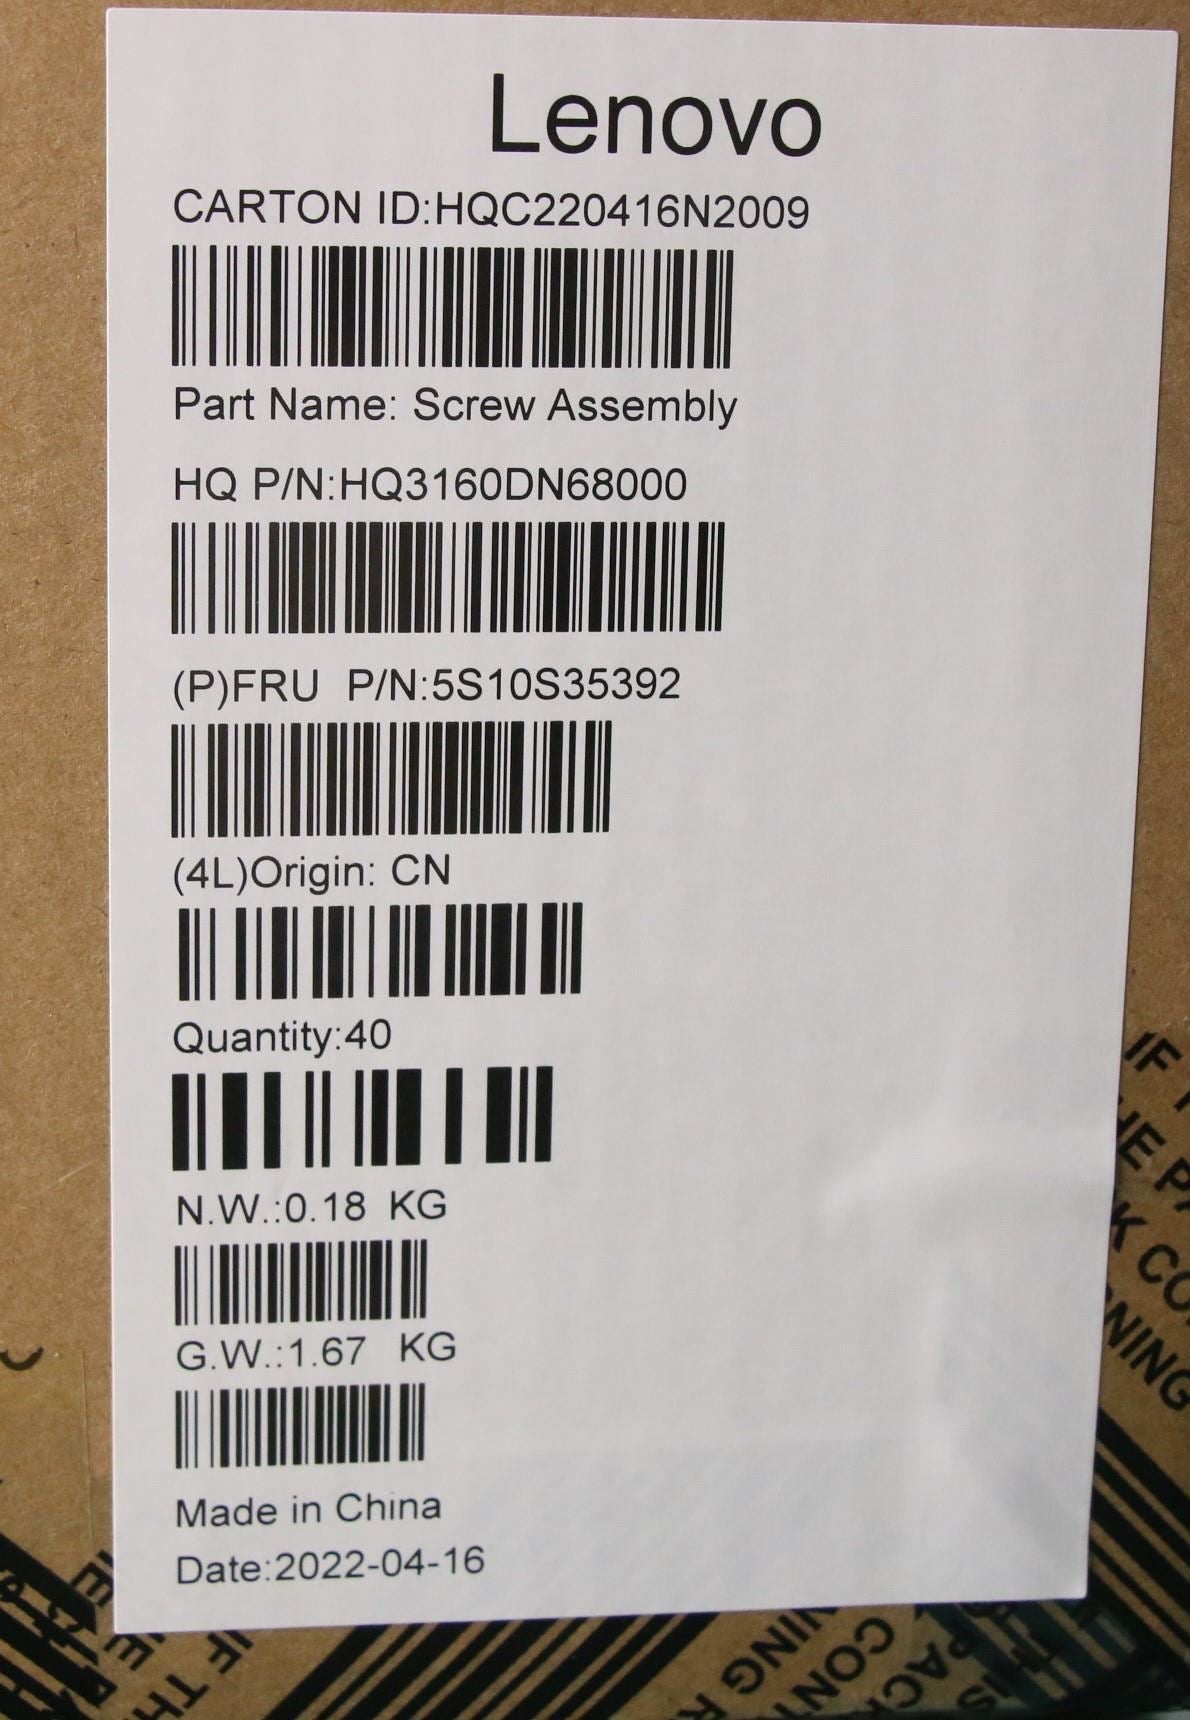 Lenovo
CARTON ID:HQC220416N2009
Part Name: Screw Assembly
HQ P/N:HQ3160DN68000
(P)FRU P/N:5S10S35392
(4L)Origin: CN
Quantity:40
N.W.:0.18 KG
G.W.:1.67 KG
Made in China
Date:2022-04-16
IF